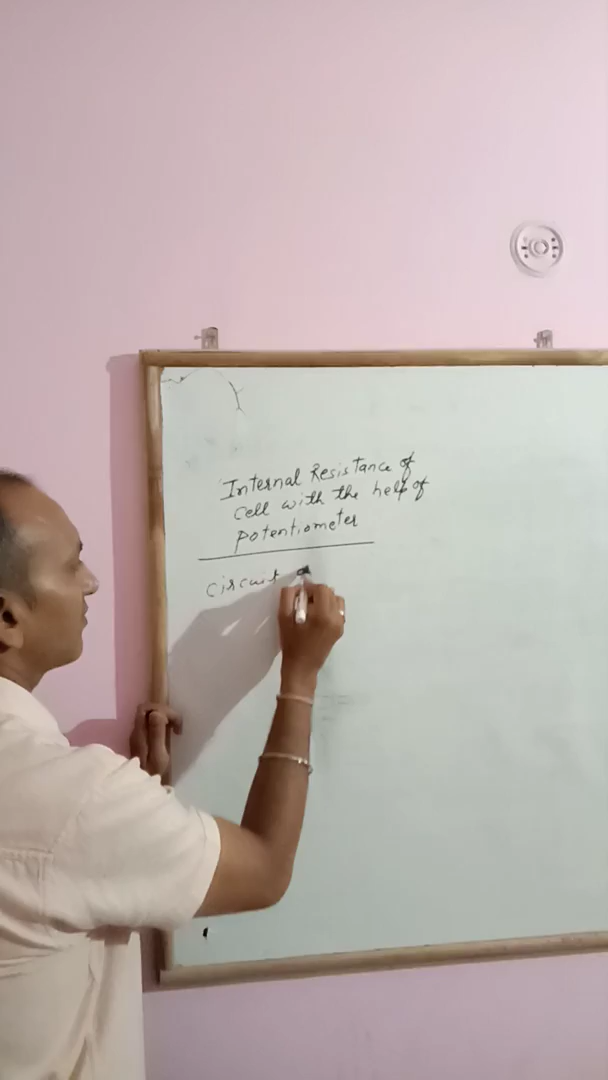 Internal Resistance of
cell with the help of
potentiometer
circuit